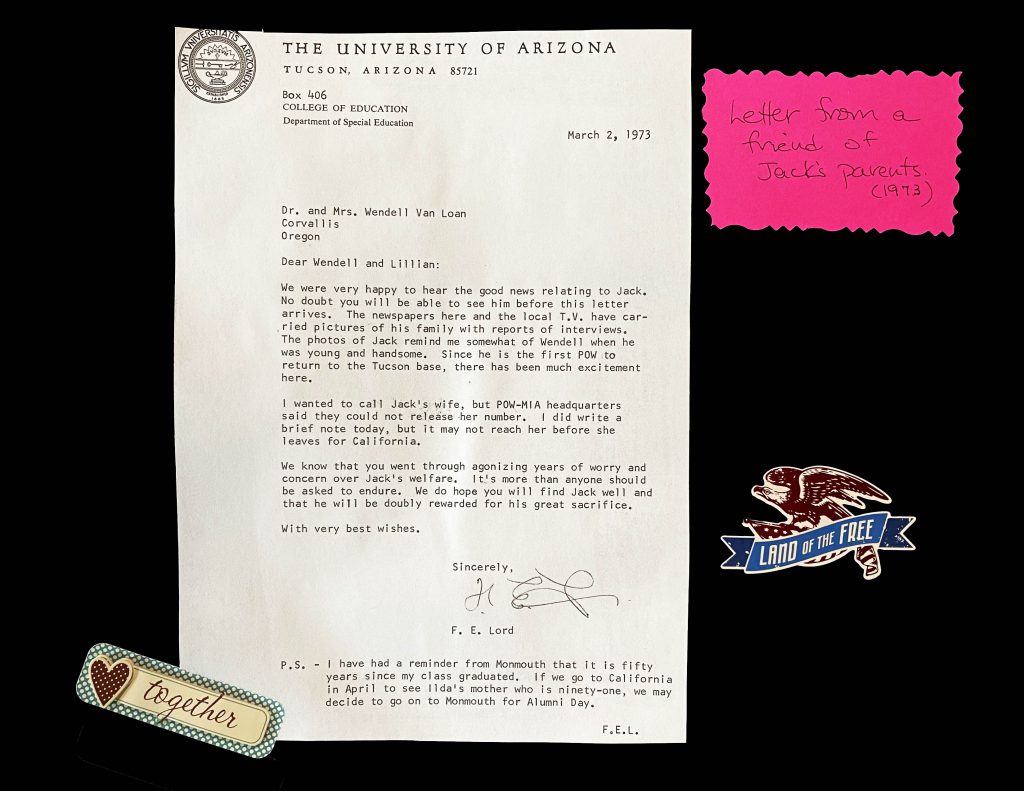 SIGILLVM VNIVERSITATIS ARIZONENSIS
THE UNIVERSITY OF ARIZONA
TUCSON, ARIZONA 85721
Box 406
COLLEGE OF EDUCATION
Department of Special Education
March 2, 1973
Dr. and Mrs. Wendell Van Loan
Corvallis
Oregon
Dear Wendell and Lillian:
We were very happy to hear the good news relating to Jack.
No doubt you will be able to see him before this letter
arrives. The newspapers here and the local T.V. have car-
ried pictures of his family with reports of interviews.
The photos of Jack remind me somewhat of Wendell when he
was young and handsome. Since he is the first POW to
return to the Tucson base, there has been much excitement
here.
I wanted to call Jack's wife, but POW-MIA headquarters
said they could not release her number. I did write a
brief note today, but it may not reach her before she
leaves for California.
We know that you went through agonizing years of worry and
concern over Jack's welfare. It's more than anyone should
be asked to endure. We do hope you will find Jack well and
that he will be doubly rewarded for his great sacrifice.
With very best wishes.
Sincerely,
F. E. Lord
P.S. - I have had a reminder from Monmouth that it is fifty
years since my class graduated. If we go to California
in April to see Ilda's mother who is ninety-one, we may
decide to go on to Monmouth for Alumni Day.
F.E.L.
Letter from a
friend of
Jack's parents.
(1973)
LAND OF THE FREE
together